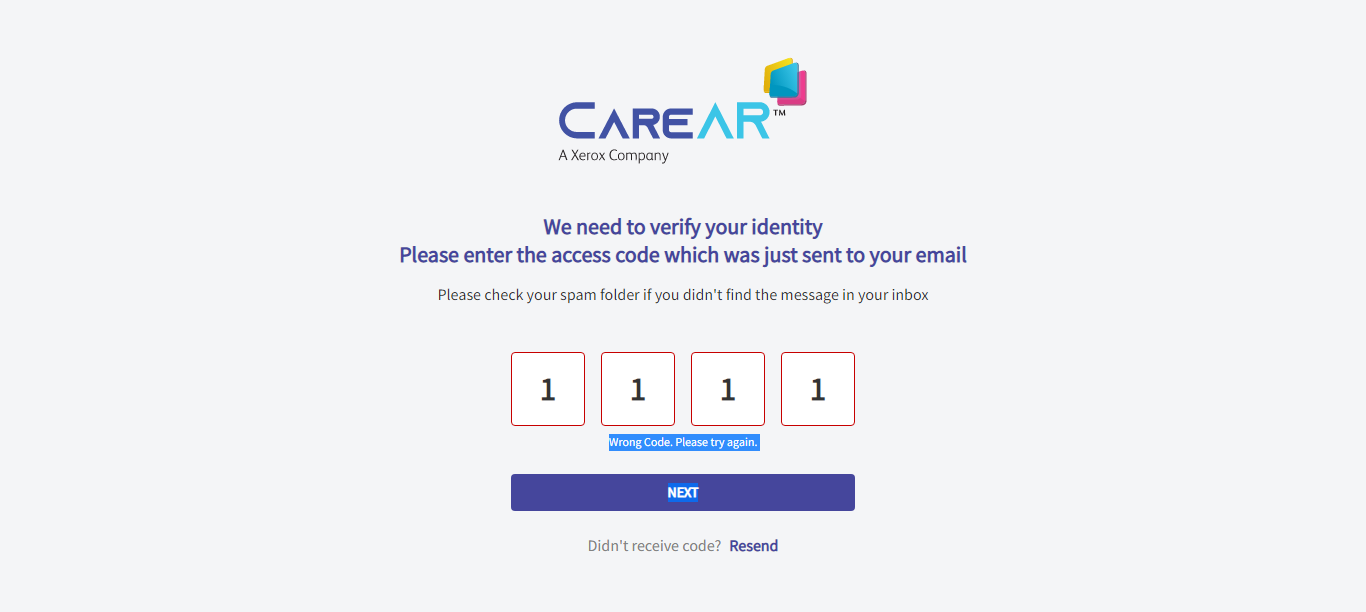 CAREAR™
A Xerox Company
We need to verify your identity
Please enter the access code which was just sent to your email
Please check your spam folder if you didn't find the message in your inbox
1 1 1 1
Wrong Code. Please try again.
NEXT
Didn't receive code? Resend